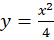 y = x²/4